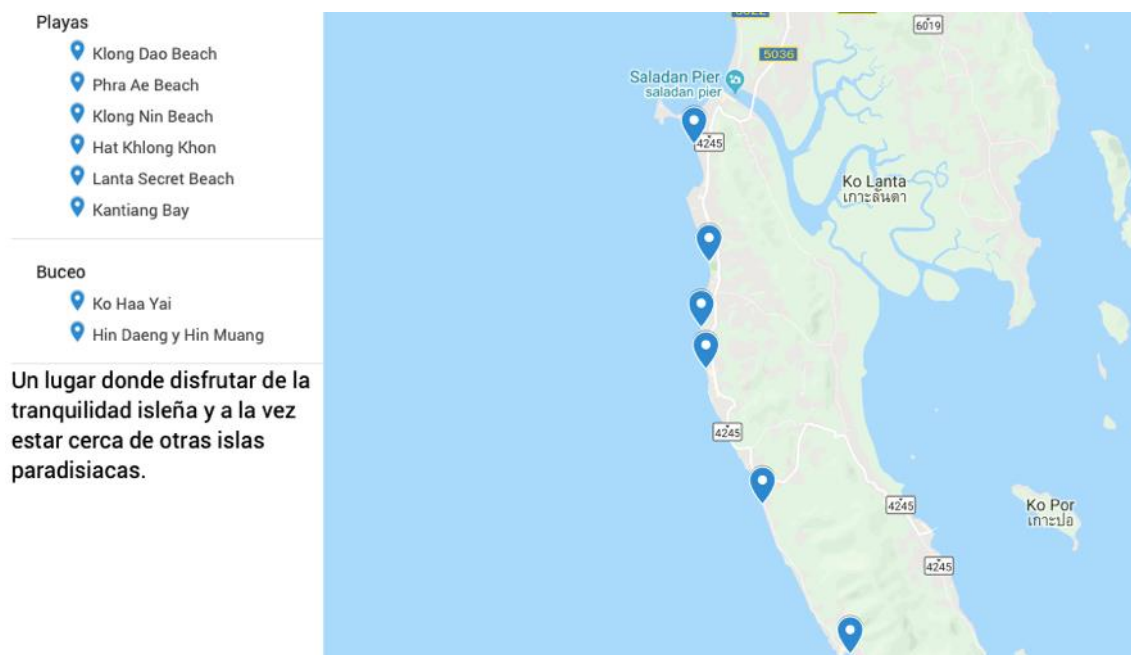 Playas
Klong Dao Beach
Phra Ae Beach
Klong Nin Beach
Hat Khlong Khon
Lanta Secret Beach
Kantiang Bay
Buceo
Ko Haa Yai
Hin Daeng y Hin Muang
Un lugar donde disfrutar de la
tranquilidad isleña y a la vez
estar cerca de otras islas
paradisiacas.
6019
5036
Saladan Pier
saladan pier
4245
Ko Lanta
เกาะลันตา
4245
4245
Ko Por
เกาะปอ
4245